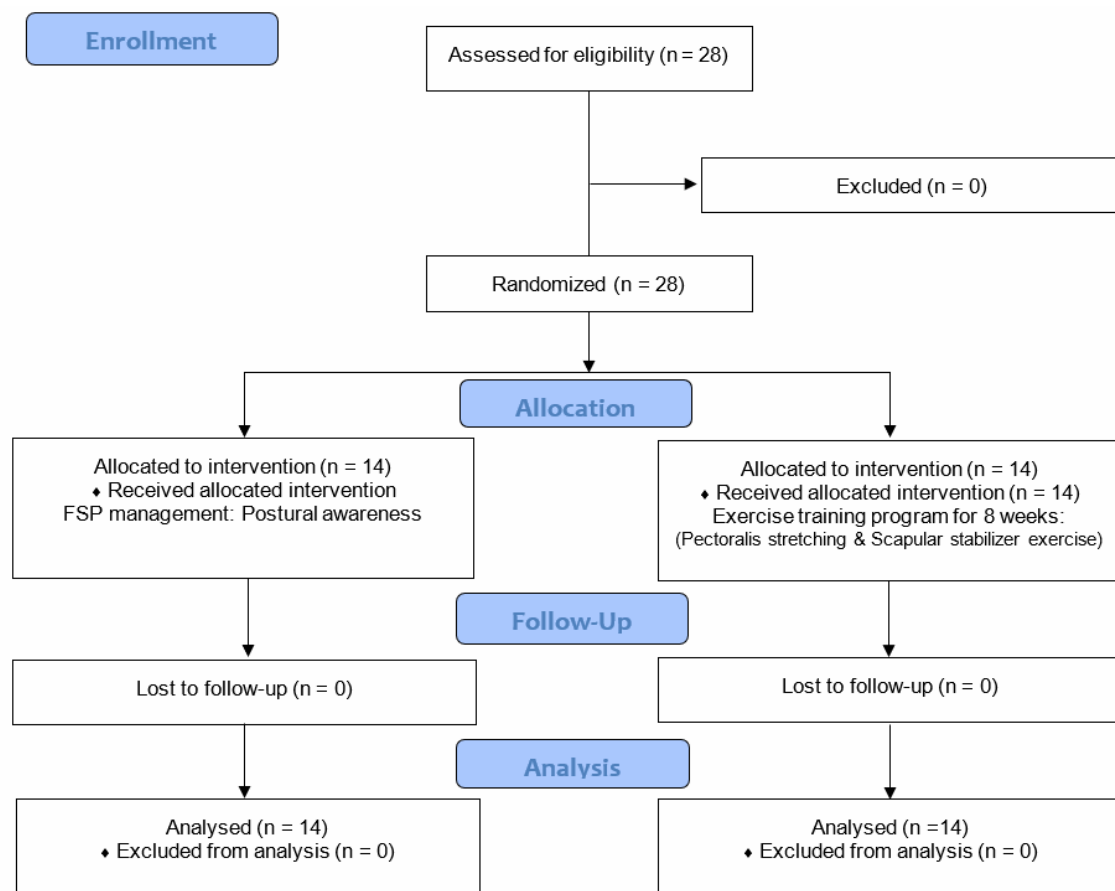 Enrollment
Assessed for eligibility (n = 28)
Excluded (n = 0)
Randomized (n = 28)
Allocation
Allocated to intervention (n = 14)
♦ Received allocated intervention
FSP management: Postural awareness
Allocated to intervention (n = 14)
♦ Received allocated intervention (n = 14)
Exercise training program for 8 weeks:
(Pectoralis stretching & Scapular stabilizer exercise)
Follow-Up
Lost to follow-up (n = 0)
Lost to follow-up (n = 0)
Analysis
Analysed (n = 14)
♦ Excluded from analysis (n = 0)
Analysed (n =14)
♦ Excluded from analysis (n = 0)